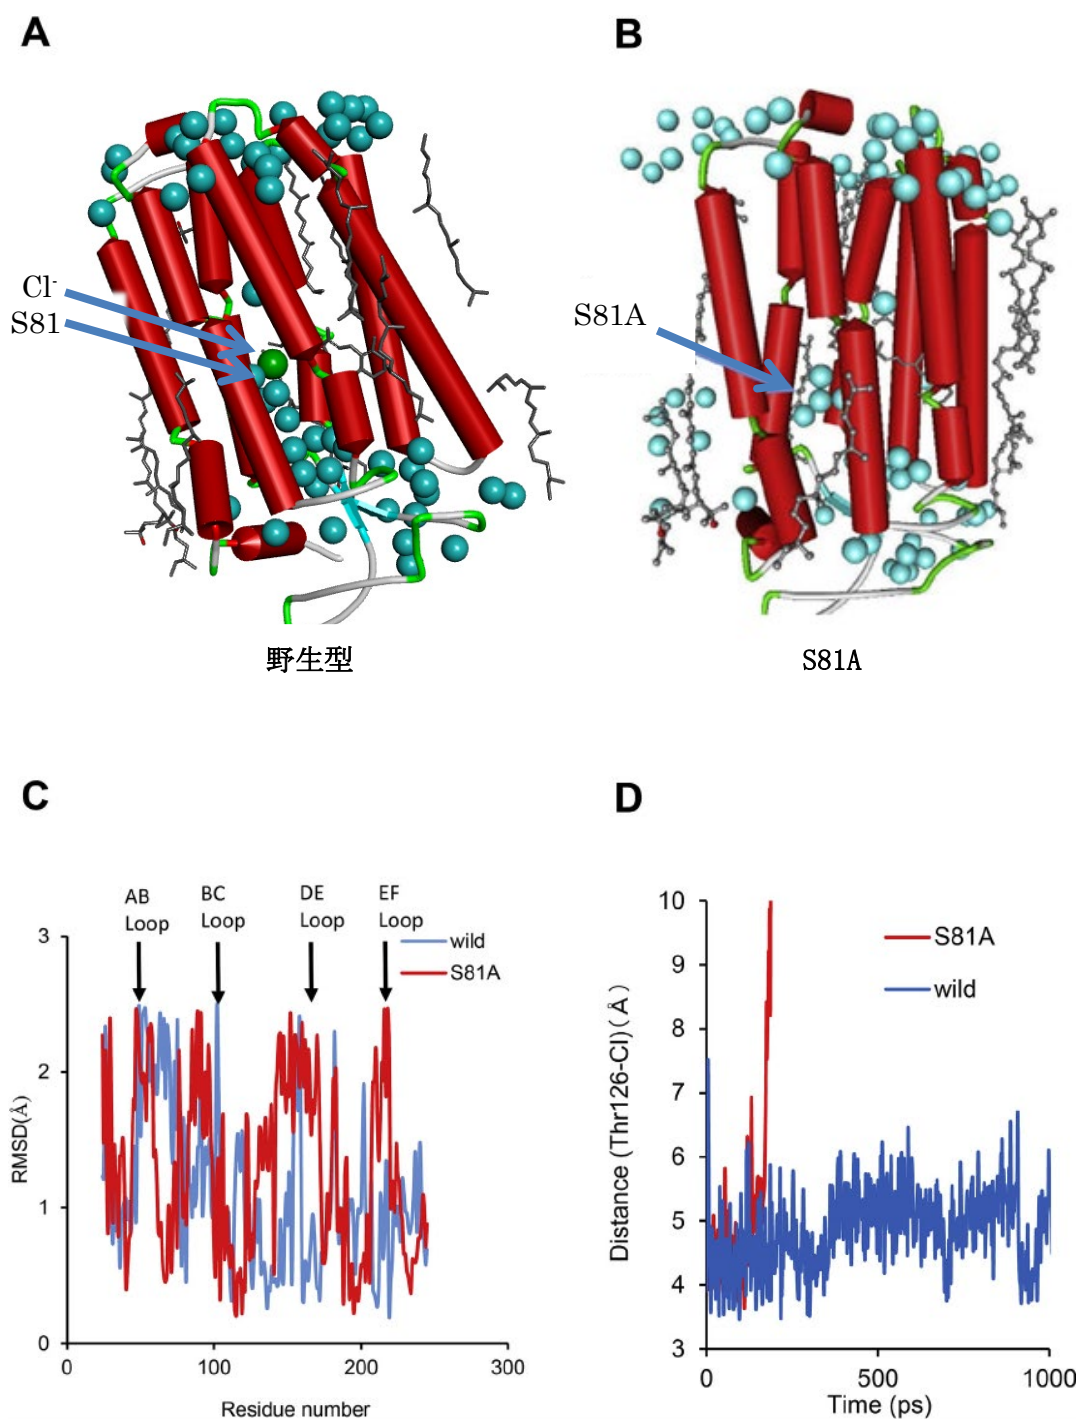 A
B
Cl-
S81
S81A
野生型
S81A
C
D
AB
Loop
BC
Loop
DE
Loop
EF
Loop
wild
S81A
3
2
1
0
RMSD(Å)
0
100
200
300
Residue number
10
9
8
7
6
5
4
3
Distance (Thr126-Cl) (Å)
S81A
wild
0
500
1000
Time (ps)